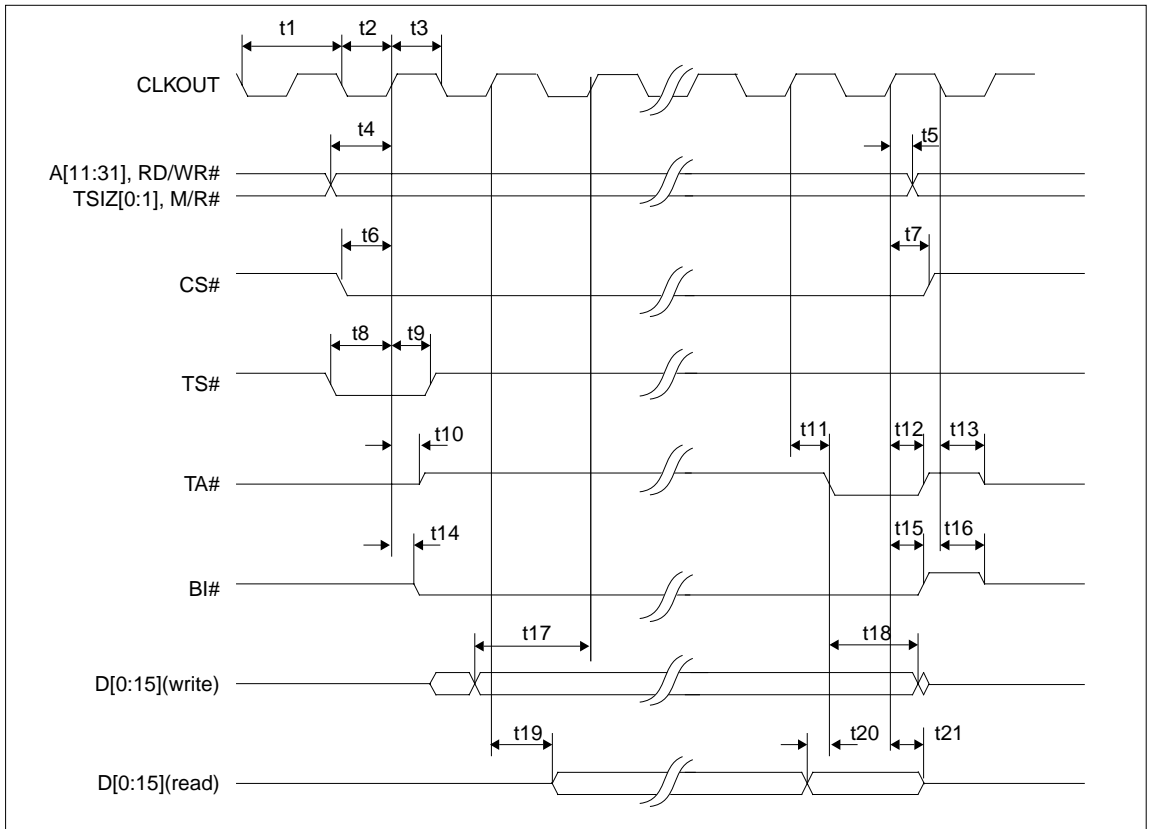 t1 t2 t3
CLKOUT
t4 t5
A[11:31], RD/WR#
TSIZ[0:1], M/R#
t6 t7
CS#
t8 t9
TS#
t10 t11 t12 t13
TA#
t14 t15 t16
BI#
t17 t18
D[0:15](write)
t19 t20 t21
D[0:15](read)